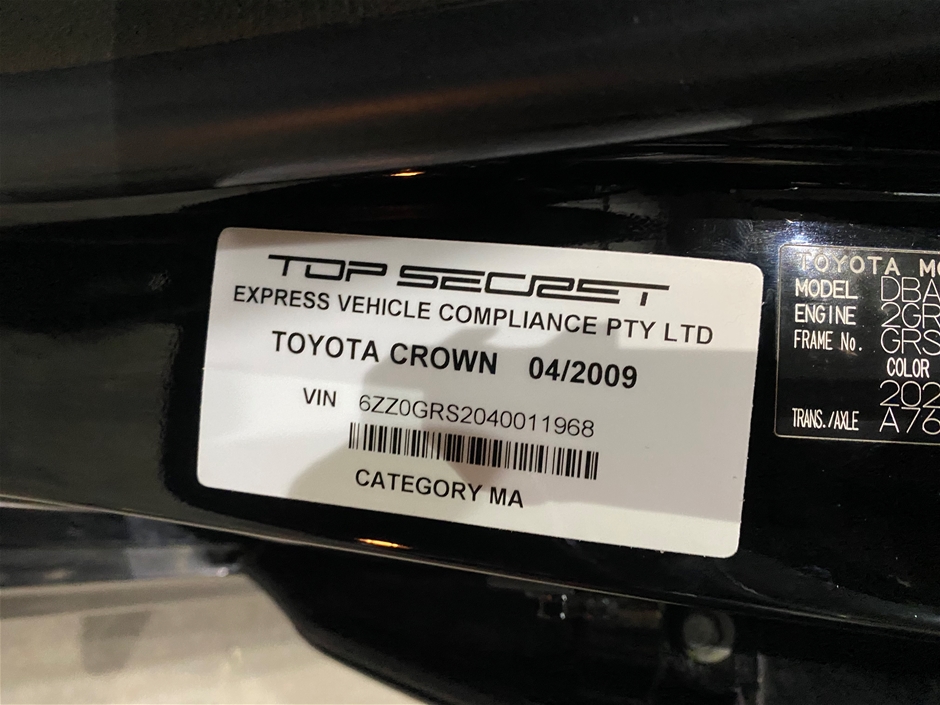 TOP SECRET
EXPRESS VEHICLE COMPLIANCE PTY LTD
TOYOTA CROWN 04/2009
VIN 6ZZ0GRS2040011968
CATEGORY MA
TOYOTA MO
MODEL DBA
ENGINE 2GR
FRAME No. GRS
COLOR
202
TRANS./AXLE A76